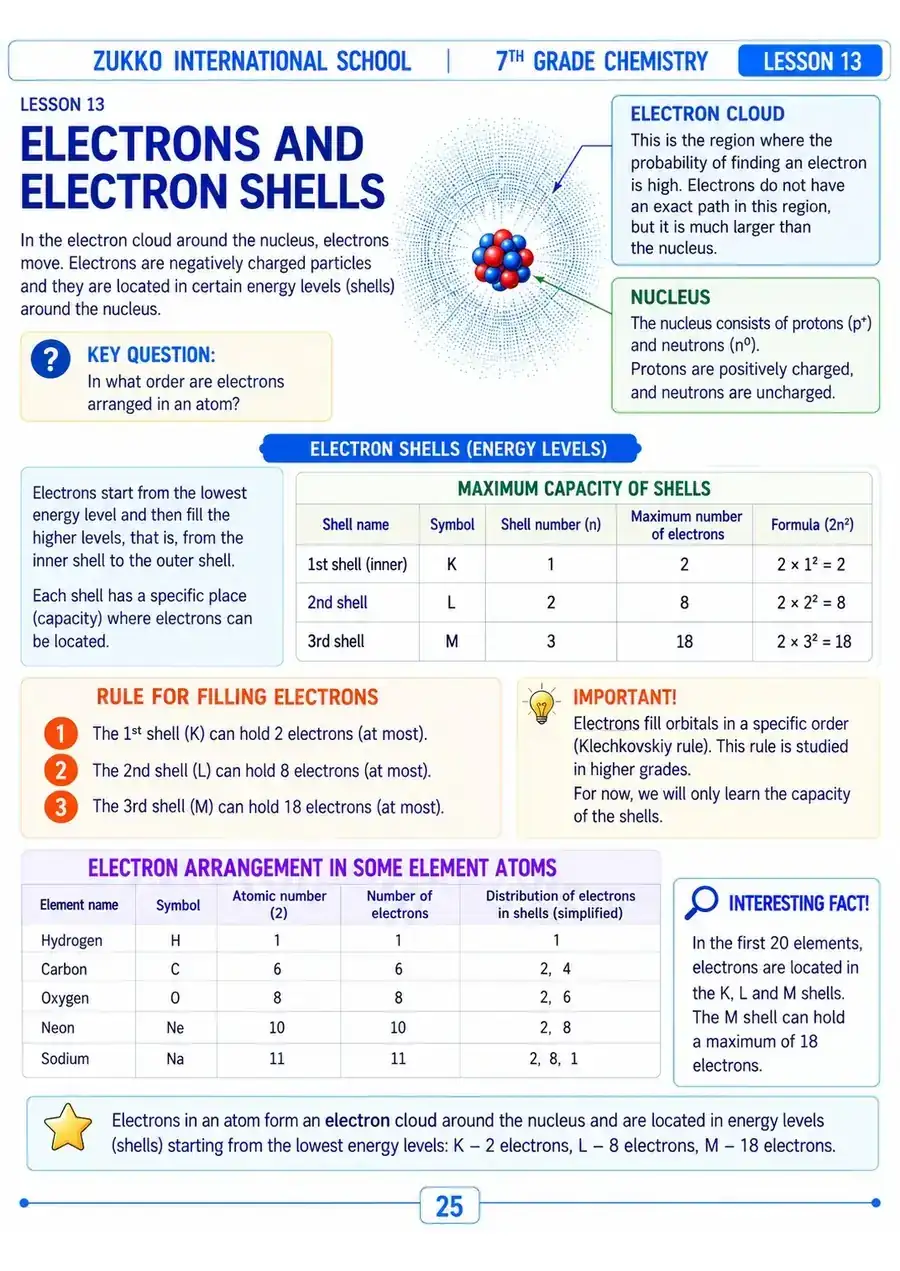 ZUKKO INTERNATIONAL SCHOOL | 7TH GRADE CHEMISTRY LESSON 13
LESSON 13
ELECTRONS AND
ELECTRON SHELLS
In the electron cloud around the nucleus, electrons
move. Electrons are negatively charged particles
and they are located in certain energy levels (shells)
around the nucleus.
? KEY QUESTION:
In what order are electrons
arranged in an atom?
ELECTRON CLOUD
This is the region where the
probability of finding an electron
is high. Electrons do not have
an exact path in this region,
but it is much larger than
the nucleus.
NUCLEUS
The nucleus consists of protons (p⁺)
and neutrons (n⁰).
Protons are positively charged,
and neutrons are uncharged.
ELECTRON SHELLS (ENERGY LEVELS)
Electrons start from the lowest
energy level and then fill the
higher levels, that is, from the
inner shell to the outer shell.
Each shell has a specific place
(capacity) where electrons can
be located.
MAXIMUM CAPACITY OF SHELLS
Shell name Symbol Shell number (n) Maximum number of electrons Formula (2n²)
1st shell (inner) K 1 2 2 × 1² = 2
2nd shell L 2 8 2 × 2² = 8
3rd shell M 3 18 2 × 3² = 18
RULE FOR FILLING ELECTRONS
1 The 1st shell (K) can hold 2 electrons (at most).
2 The 2nd shell (L) can hold 8 electrons (at most).
3 The 3rd shell (M) can hold 18 electrons (at most).
IMPORTANT!
Electrons fill orbitals in a specific order
(Klechkovskiy rule). This rule is studied
in higher grades.
For now, we will only learn the capacity
of the shells.
ELECTRON ARRANGEMENT IN SOME ELEMENT ATOMS
Element name Symbol Atomic number (2) Number of electrons Distribution of electrons in shells (simplified)
Hydrogen H 1 1 1
Carbon C 6 6 2, 4
Oxygen O 8 8 2, 6
Neon Ne 10 10 2, 8
Sodium Na 11 11 2, 8, 1
INTERESTING FACT!
In the first 20 elements,
electrons are located in
the K, L and M shells.
The M shell can hold
a maximum of 18
electrons.
Electrons in an atom form an electron cloud around the nucleus and are located in energy levels
(shells) starting from the lowest energy levels: K – 2 electrons, L – 8 electrons, M – 18 electrons.
25